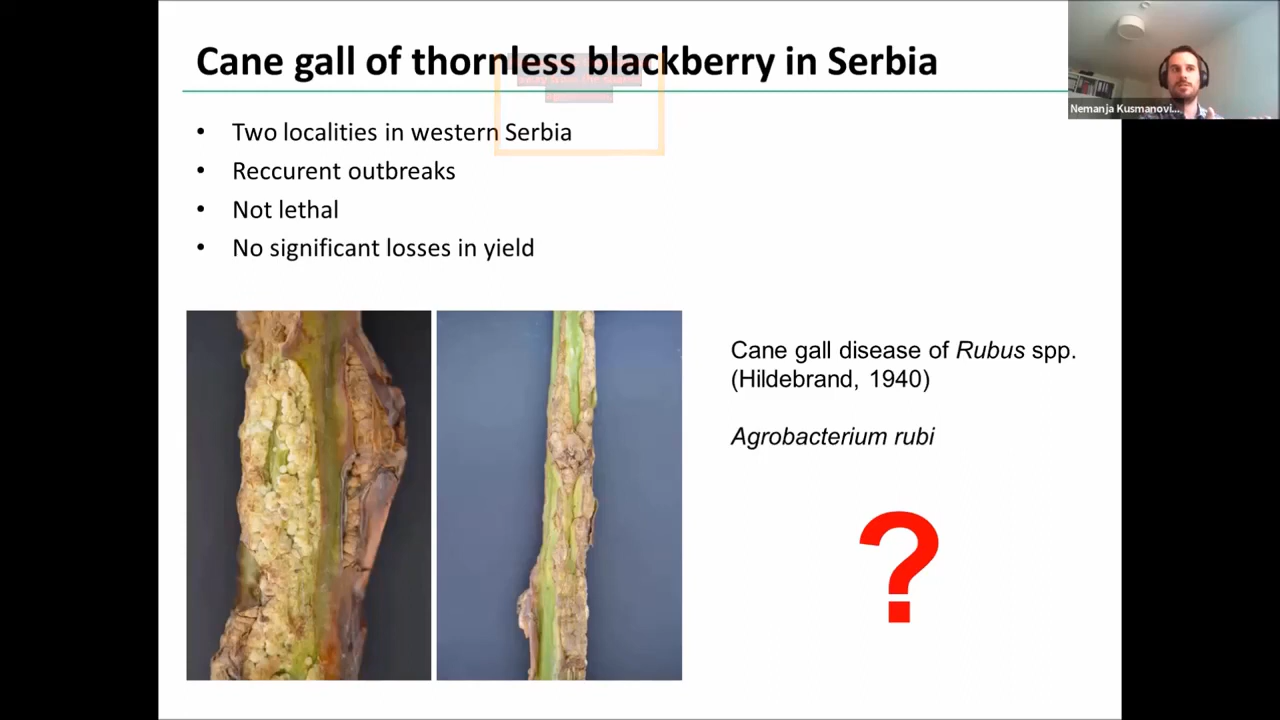 Cane gall of thornless blackberry in Serbia
• Two localities in western Serbia
• Reccurent outbreaks
• Not lethal
• No significant losses in yield
Cane gall disease of Rubus spp.
(Hildebrand, 1940)
Agrobacterium rubi
?
Nemanja Kusmanovi...